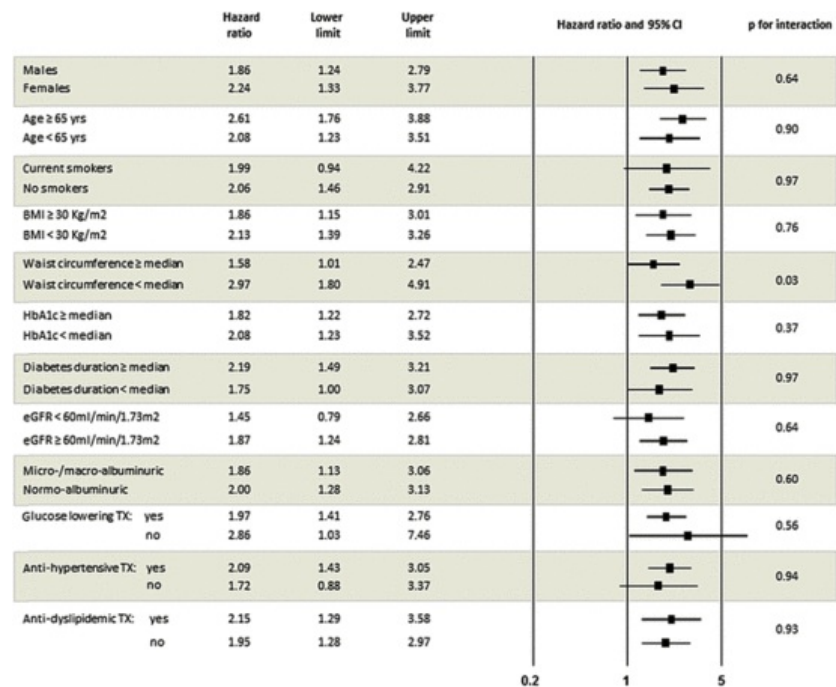 Hazard ratio Lower limit Upper limit Hazard ratio and 95% CI p for interaction
Males 1.86 1.24 2.79
Females 2.24 1.33 3.77
0.64
Age ≥ 65 yrs 2.61 1.76 3.88
Age < 65 yrs 2.08 1.23 3.51
0.90
Current smokers 1.99 0.94 4.22
No smokers 2.06 1.46 2.91
0.97
BMI ≥ 30 Kg/m2 1.86 1.15 3.01
BMI < 30 Kg/m2 2.13 1.39 3.26
0.76
Waist circumference ≥ median 1.58 1.01 2.47
Waist circumference < median 2.97 1.80 4.91
0.03
HbA1c ≥ median 1.82 1.22 2.72
HbA1c < median 2.08 1.23 3.52
0.37
Diabetes duration ≥ median 2.19 1.49 3.21
Diabetes duration < median 1.75 1.00 3.07
0.97
eGFR < 60ml/min/1.73m2 1.45 0.79 2.66
eGFR ≥ 60ml/min/1.73m2 1.87 1.24 2.81
0.64
Micro-/macro-albuminuric 1.86 1.13 3.06
Normo-albuminuric 2.00 1.28 3.13
0.60
Glucose lowering TX: yes 1.97 1.41 2.76
no 2.86 1.03 7.46
0.56
Anti-hypertensive TX: yes 2.09 1.43 3.05
no 1.72 0.88 3.37
0.94
Anti-dyslipidemic TX: yes 2.15 1.29 3.58
no 1.95 1.28 2.97
0.93
0.2 1 5